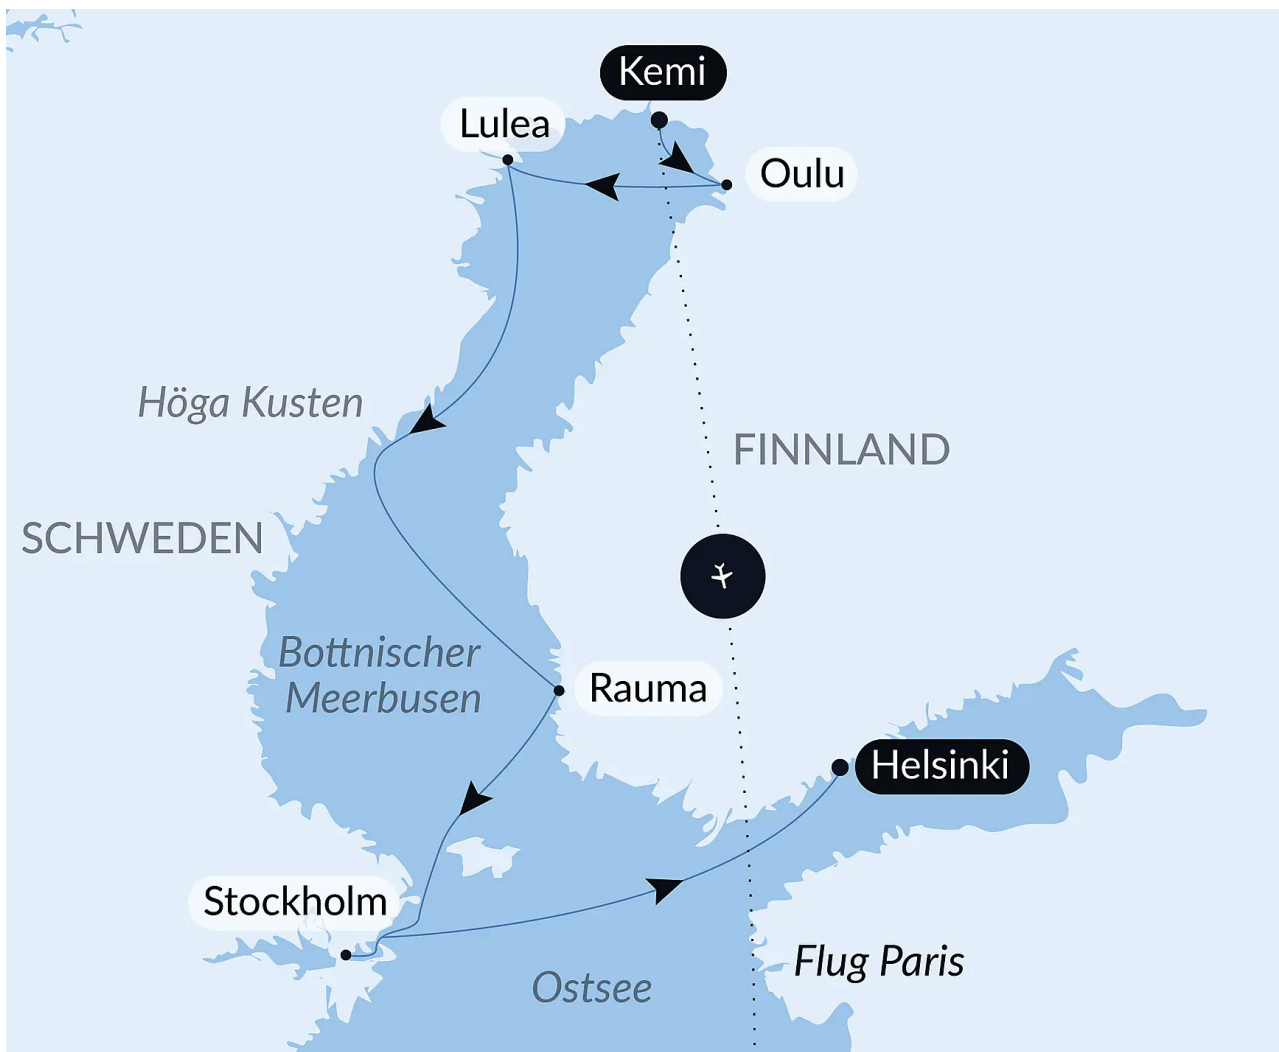 Kemi
Lulea
Oulu
Höga Kusten
FINNLAND
SCHWEDEN
Bottnischer
Meerbusen
Rauma
Helsinki
Stockholm
Flug Paris
Ostsee